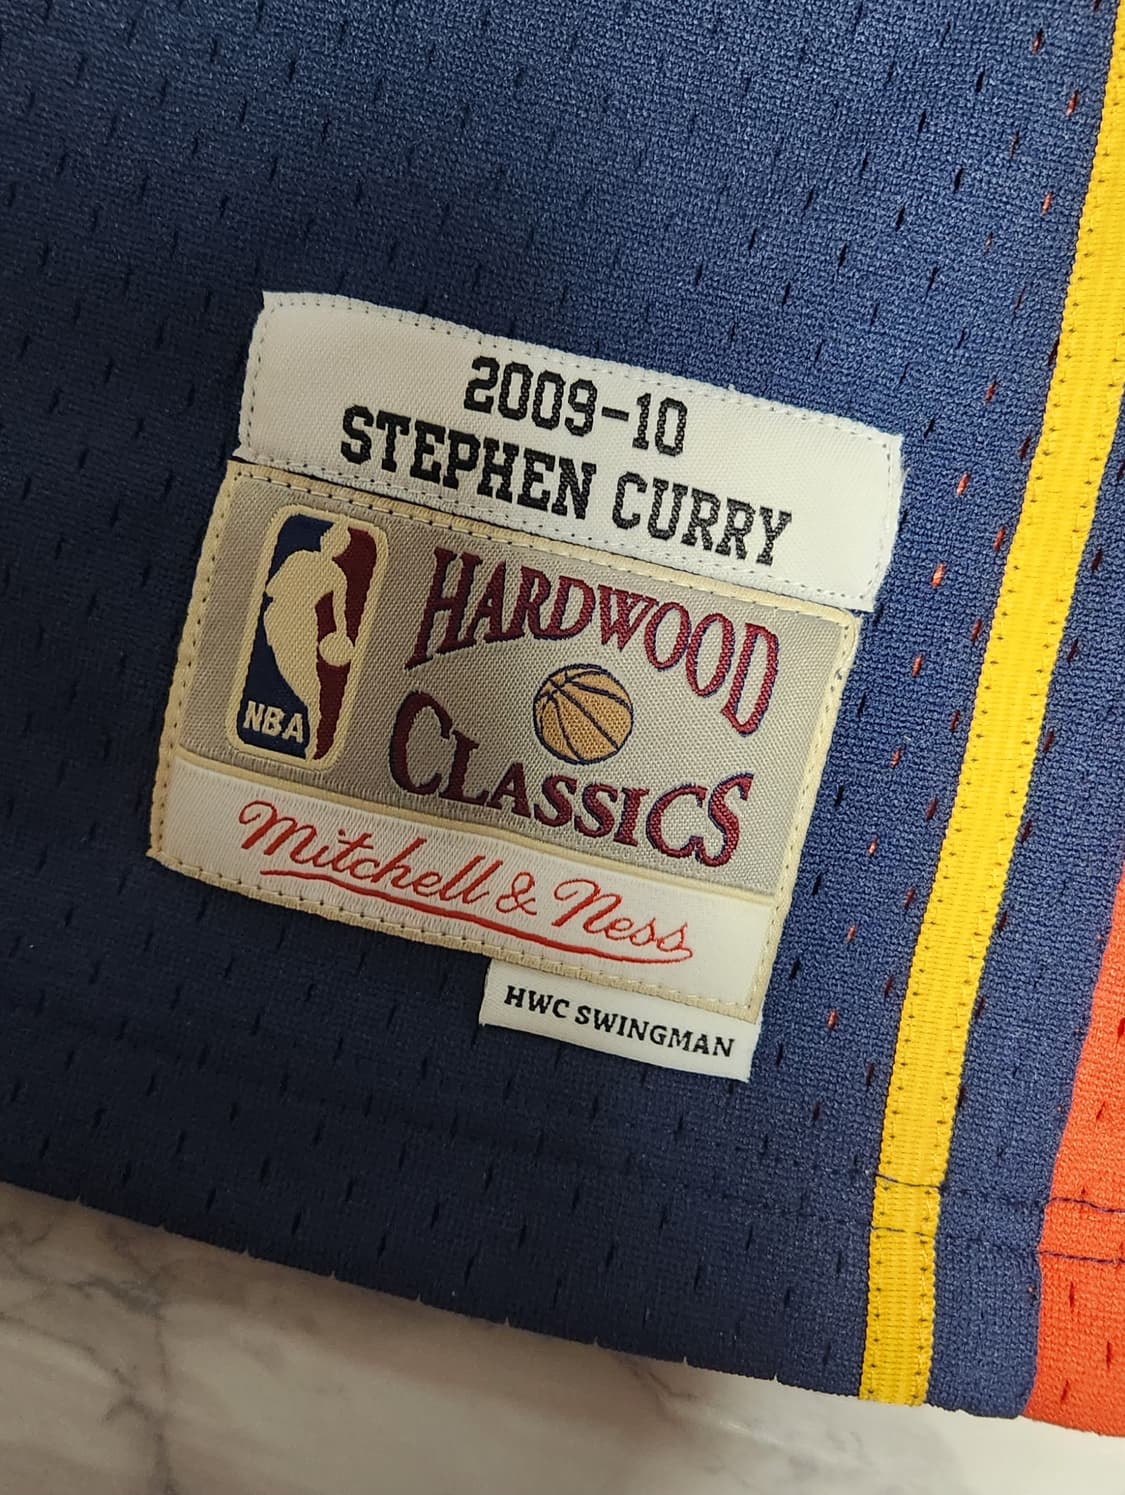 2009-10
STEPHEN CURRY
HARDWOOD
CLASSICS
NBA
Mitchell & Ness
HWC SWINGMAN